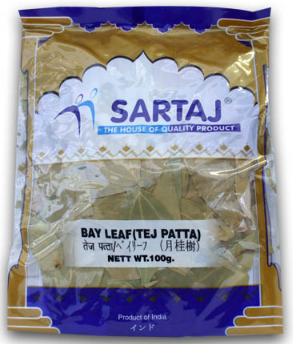 SARTAJ®
THE HOUSE OF QUALITY PRODUCT
BAY LEAF(TEJ PATTA)
तेज पत्ता/ベイリーフ (月桂樹)
NETT WT.100g.
Product of India
インド